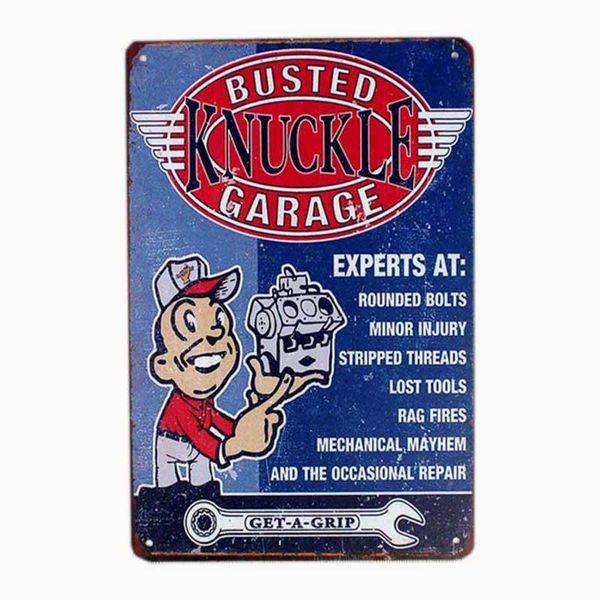 BUSTED
KNUCKLE
GARAGE
EXPERTS AT:
ROUNDED BOLTS
MINOR INJURY
STRIPPED THREADS
LOST TOOLS
RAG FIRES
MECHANICAL MAYHEM
AND THE OCCASIONAL REPAIR
GET-A-GRIP